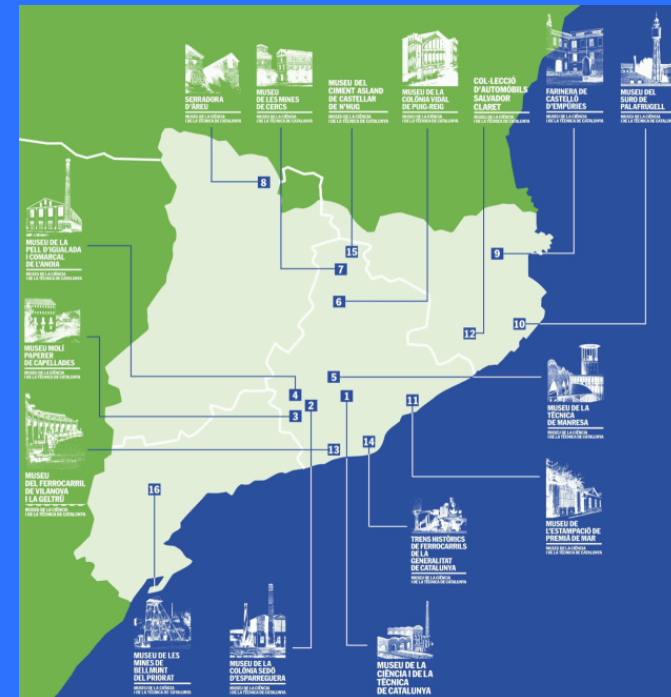 SERRADORA
D'ÀREU
MUSEU DE LA CIÈNCIA
I DE LA TÈCNICA DE CATALUNYA
MUSEU
DE LES MINES
DE CERCS
MUSEU DE LA CIÈNCIA
I DE LA TÈCNICA DE CATALUNYA
MUSEU DEL
CIMENT ASLAND
DE CASTELLAR
DE N'HUG
MUSEU DE LA CIÈNCIA
I DE LA TÈCNICA DE CATALUNYA
MUSEU DE LA
COLÒNIA VIDAL
DE PUIG-REIG
MUSEU DE LA CIÈNCIA
I DE LA TÈCNICA DE CATALUNYA
COL·LECCIÓ
D'AUTOMÒBILS
SALVADOR
CLARET
MUSEU DE LA CIÈNCIA
I DE LA TÈCNICA DE CATALUNYA
FARINERA DE
CASTELLÓ
D'EMPÚRIES
MUSEU DE LA CIÈNCIA
I DE LA TÈCNICA DE CATALUNYA
MUSEU DEL
SURO DE
PALAFRUGELL
MUSEU DE LA CIÈNCIA
I DE LA TÈCNICA DE
8
15
7
9
6
10
12
5
4
1
2
11
3
14
13
16
MUSEU DE LA
PELL D'IGUALADA
I COMARCAL
DE L'ANOIA
MUSEU DE LA CIÈNCIA
I DE LA TÈCNICA DE CATALUNYA
MUSEU MOLÍ
PAPERER
DE CAPELLADES
MUSEU DE LA CIÈNCIA
I DE LA TÈCNICA DE CATALUNYA
MUSEU
DEL FERROCARRIL
DE VILANOVA
I LA GELTRÚ
MUSEU DE LA CIÈNCIA
I DE LA TÈCNICA DE CATALUNYA
MUSEU DE LA
TÈCNICA
DE MANRESA
MUSEU DE LA CIÈNCIA
I DE LA TÈCNICA DE CATALUNYA
MUSEU DE
L'ESTAMPACIÓ DE
PREMIÀ DE MAR
MUSEU DE LA CIÈNCIA
I DE LA TÈCNICA DE CATALUNYA
TRENS HISTÒRICS
DE FERROCARRILS
DE LA
GENERALITAT
DE CATALUNYA
MUSEU DE LA CIÈNCIA
I DE LA TÈCNICA DE CATALUNYA
MUSEU DE LES
MINES DE
BELLMUNT
DEL PRIORAT
MUSEU DE LA CIÈNCIA
I DE LA TÈCNICA DE CATALUNYA
MUSEU DE LA
COLÒNIA SEDÓ
D'ESPARREGUERA
MUSEU DE LA CIÈNCIA
I DE LA TÈCNICA DE CATALUNYA
MUSEU DE LA
CIÈNCIA I DE LA
TÈCNICA
DE CATALUNYA